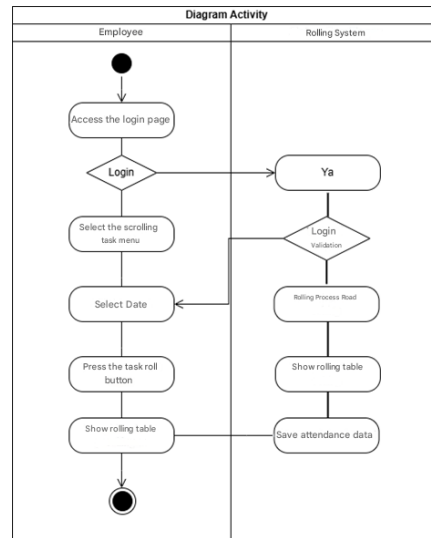 Diagram Activity
Employee
Rolling System
Access the login page
Login
Ya
Select the scrolling
task menu
Login
Validation
Select Date
Rolling Process Road
Press the task roll
button
Show rolling table
Show rolling table
Save attendance data